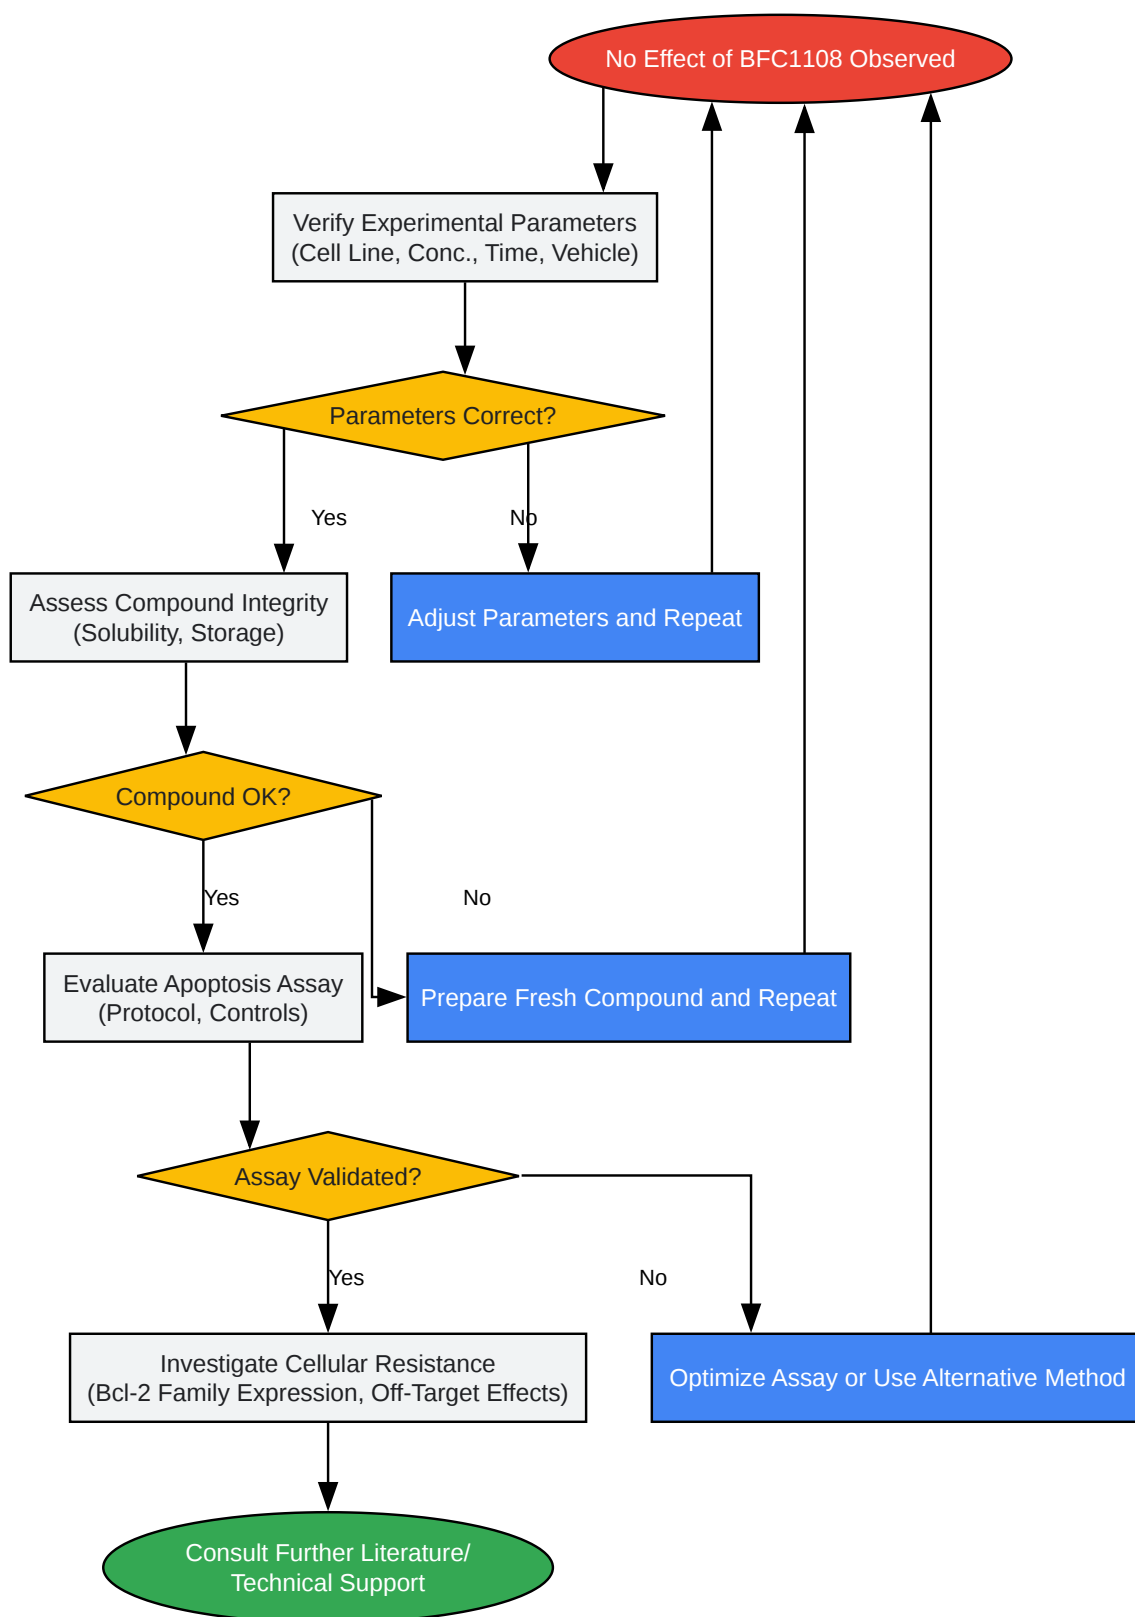 No Effect of BFC1108 Observed
Verify Experimental Parameters
(Cell Line, Conc., Time, Vehicle)
Parameters Correct?
Yes
No
Assess Compound Integrity
(Solubility, Storage)
Adjust Parameters and Repeat
Compound OK?
Yes
No
Evaluate Apoptosis Assay
(Protocol, Controls)
Prepare Fresh Compound and Repeat
Assay Validated?
Yes
No
Investigate Cellular Resistance
(Bcl-2 Family Expression, Off-Target Effects)
Optimize Assay or Use Alternative Method
Consult Further Literature/
Technical Support